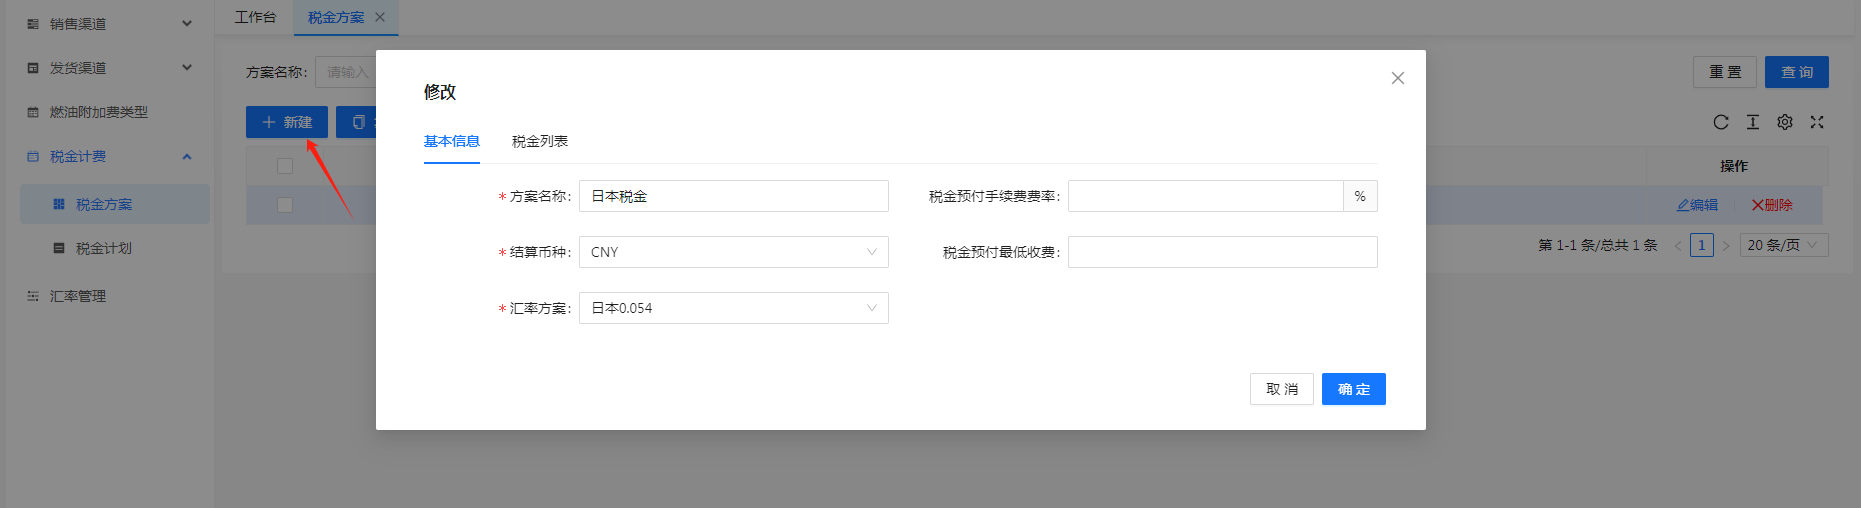 销售渠道
发货渠道
燃油附加费类型
税金计费
税金方案
税金计划
汇率管理
工作台
税金方案
方案名称:
请输入
重 置
查 询
新建
操作
编辑
删除
第 1-1 条/总共 1 条
1
20 条/页
修改
基本信息
税金列表
* 方案名称:
日本税金
税金预付手续费费率:
%
* 结算币种:
CNY
税金预付最低收费:
* 汇率方案:
日本0.054
取 消
确 定